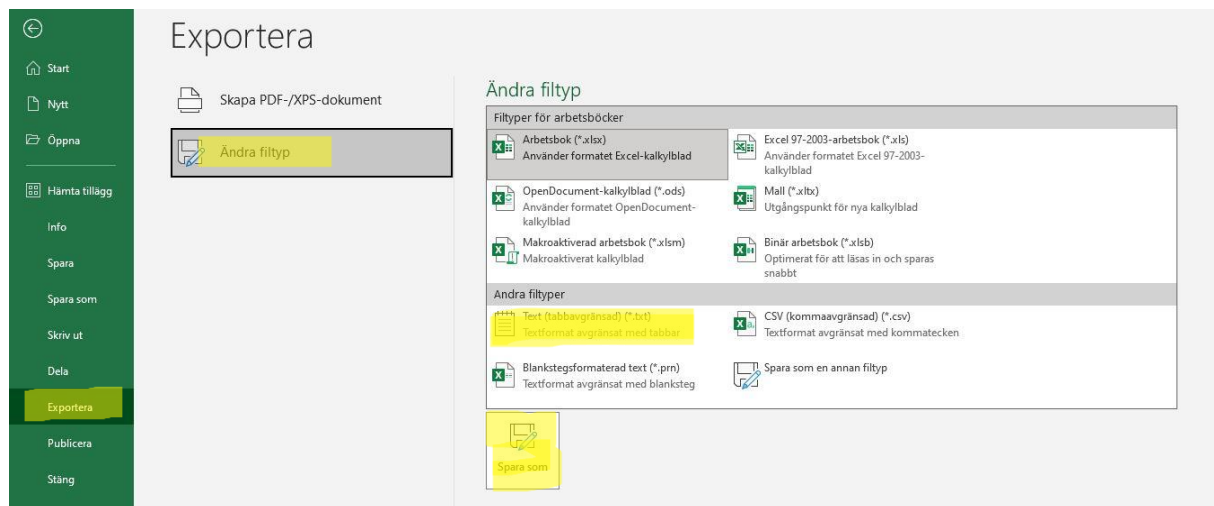 Exportera
Start
Nytt
Öppna
Hämta tillägg
Info
Spara
Spara som
Skriv ut
Dela
Exportera
Publicera
Stäng
Skapa PDF-/XPS-dokument
Ändra filtyp
Ändra filtyp
Filtyper för arbetsböcker
Arbetsbok (*.xlsx)
Använder formatet Excel-kalkylblad
Excel 97-2003-arbetsbok (*.xls)
Använder formatet Excel 97-2003-
kalkylblad
OpenDocument-kalkylblad (*.ods)
Använder formatet OpenDocument-
kalkylblad
Mall (*.xltx)
Utgångspunkt för nya kalkylblad
Makroaktiverad arbetsbok (*.xlsm)
Makroaktiverat kalkylblad
Binär arbetsbok (*.xlsb)
Optimerat för att läsas in och sparas
snabbt
Andra filtyper
Text (tabbavgränsad) (*.txt)
Textformat avgränsat med tabbar
CSV (kommaavgränsad) (*.csv)
Textformat avgränsat med kommatecken
Blankstegsformaterad text (*.prn)
Textformat avgränsat med blanksteg
Spara som en annan filtyp
Spara som